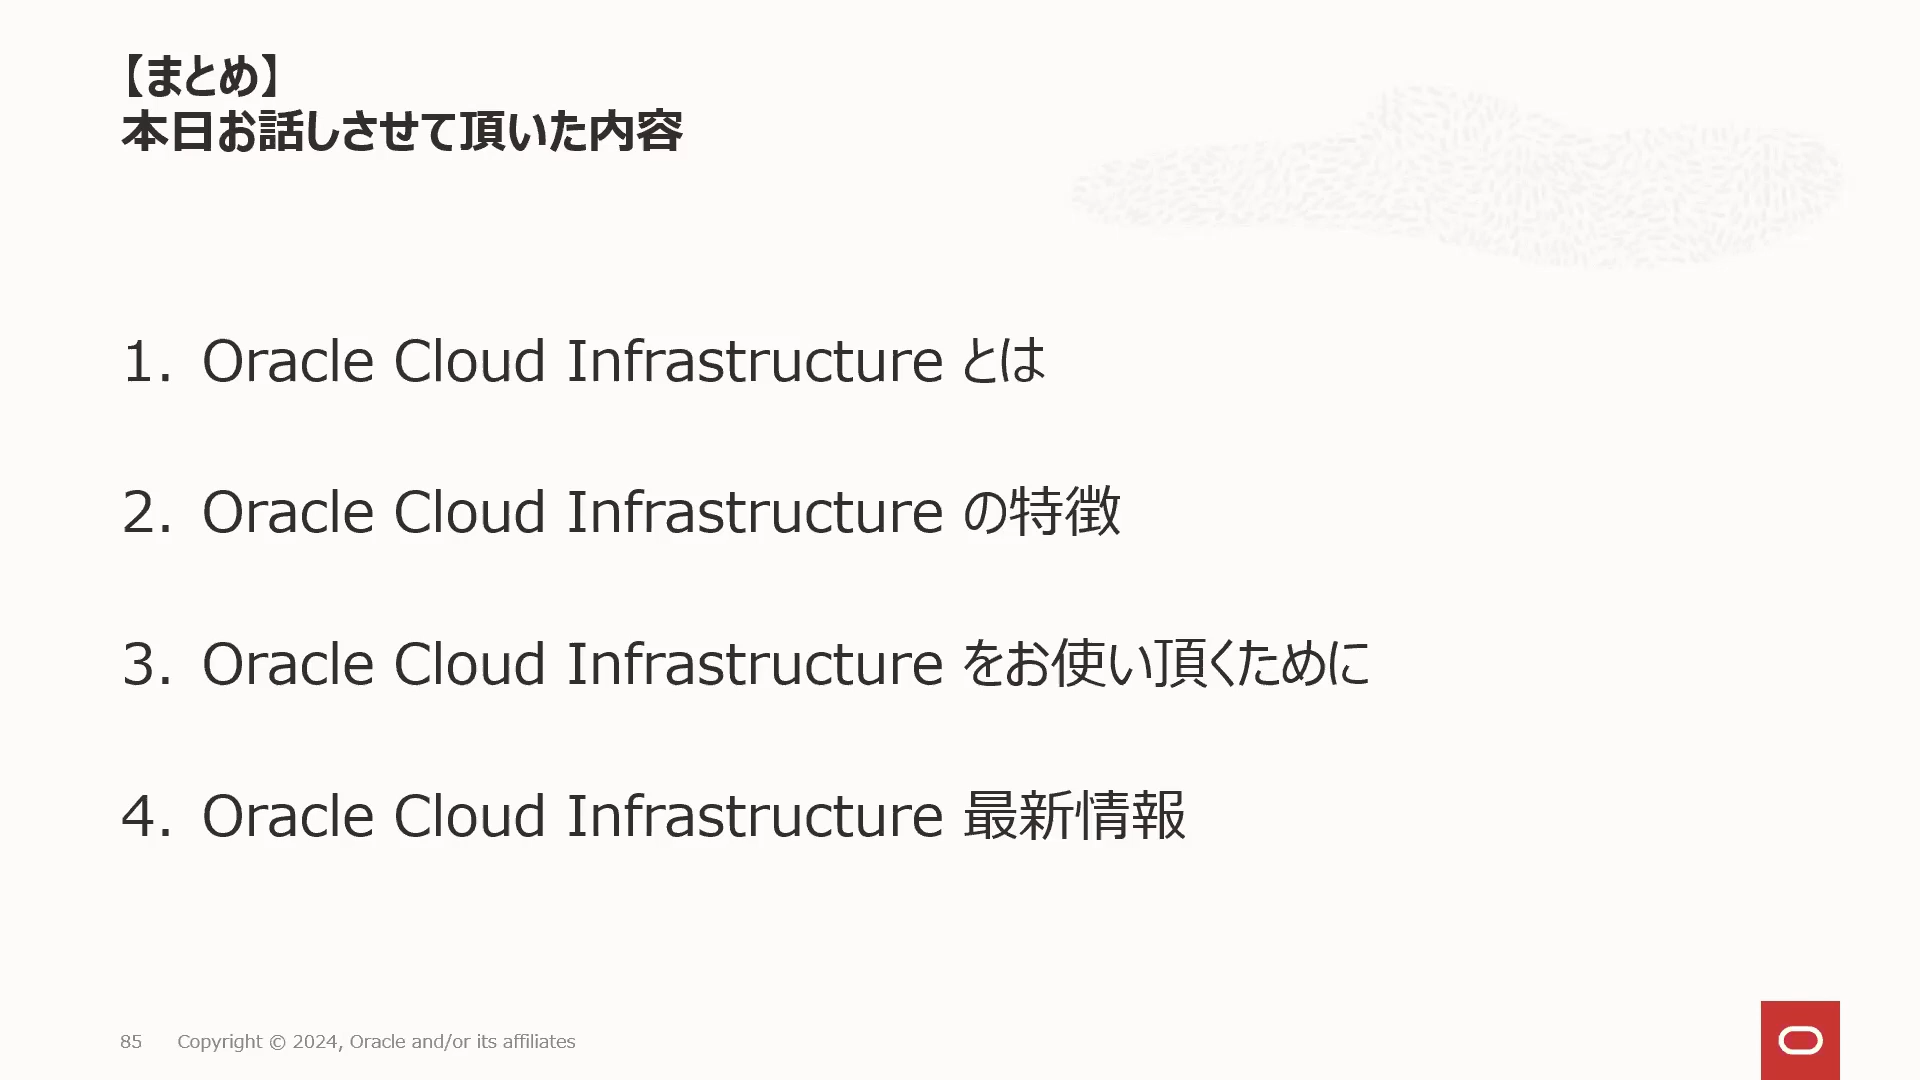 【まとめ】
本日お話しさせて頂いた内容
1. Oracle Cloud Infrastructure とは
2. Oracle Cloud Infrastructure の特徴
3. Oracle Cloud Infrastructure をお使い頂くために
4. Oracle Cloud Infrastructure 最新情報
85 Copyright © 2024, Oracle and/or its affiliates